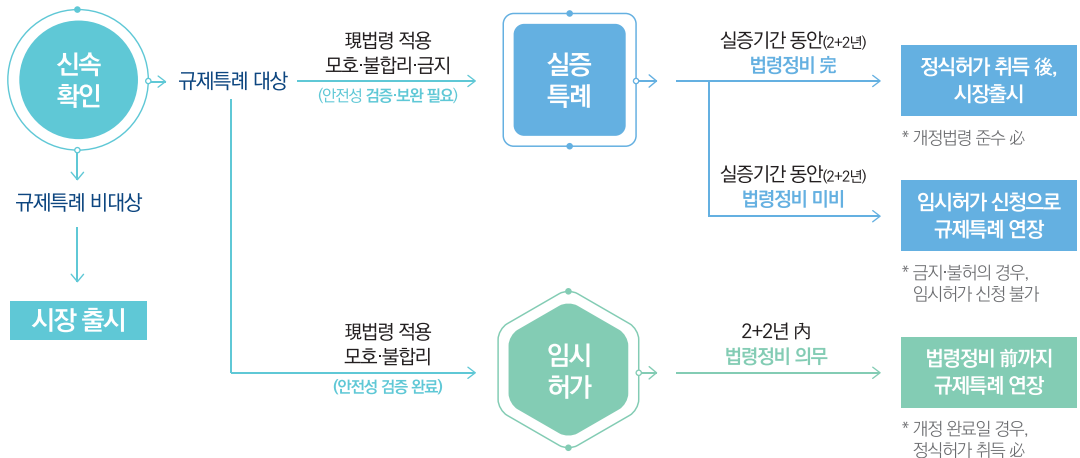 신속
확인
규제특례 대상
규제특례 비대상
시장 출시
現법령 적용
모호·불합리·금지
(안전성 검증·보완 필요)
실증
특례
실증기간 동안(2+2년)
법령정비 完
정식허가 취득 後,
시장출시
* 개정법령 준수 必
실증기간 동안(2+2년)
법령정비 미비
임시허가 신청으로
규제특례 연장
* 금지·불허의 경우,
임시허가 신청 불가
現법령 적용
모호·불합리
(안전성 검증 완료)
임시
허가
2+2년 內
법령정비 의무
법령정비 前까지
규제특례 연장
* 개정 완료일 경우,
정식허가 취득 必